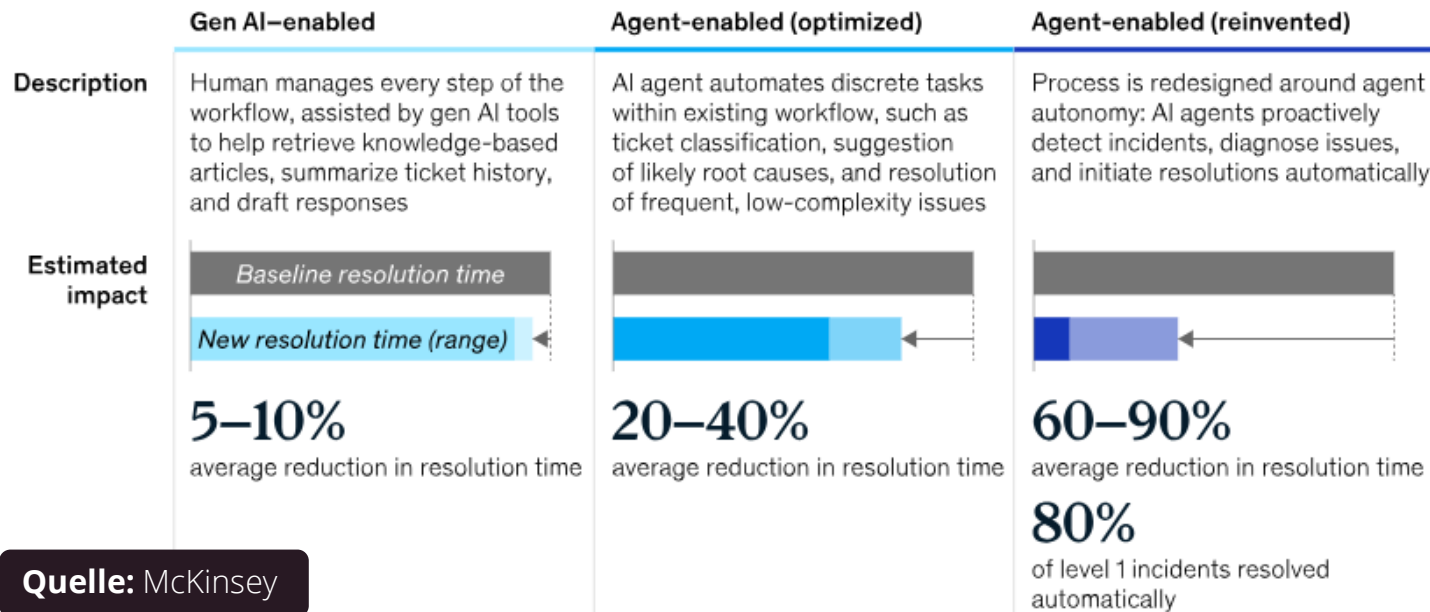 Gen AI–enabled
Agent-enabled (optimized)
Agent-enabled (reinvented)
Description
Human manages every step of the
workflow, assisted by gen AI tools
to help retrieve knowledge-based
articles, summarize ticket history,
and draft responses
AI agent automates discrete tasks
within existing workflow, such as
ticket classification, suggestion
of likely root causes, and resolution
of frequent, low-complexity issues
Process is redesigned around agent
autonomy: AI agents proactively
detect incidents, diagnose issues,
and initiate resolutions automatically
Estimated
impact
Baseline resolution time
New resolution time (range)
5–10%
average reduction in resolution time
20–40%
average reduction in resolution time
60–90%
average reduction in resolution time
80%
of level 1 incidents resolved
automatically
Quelle: McKinsey